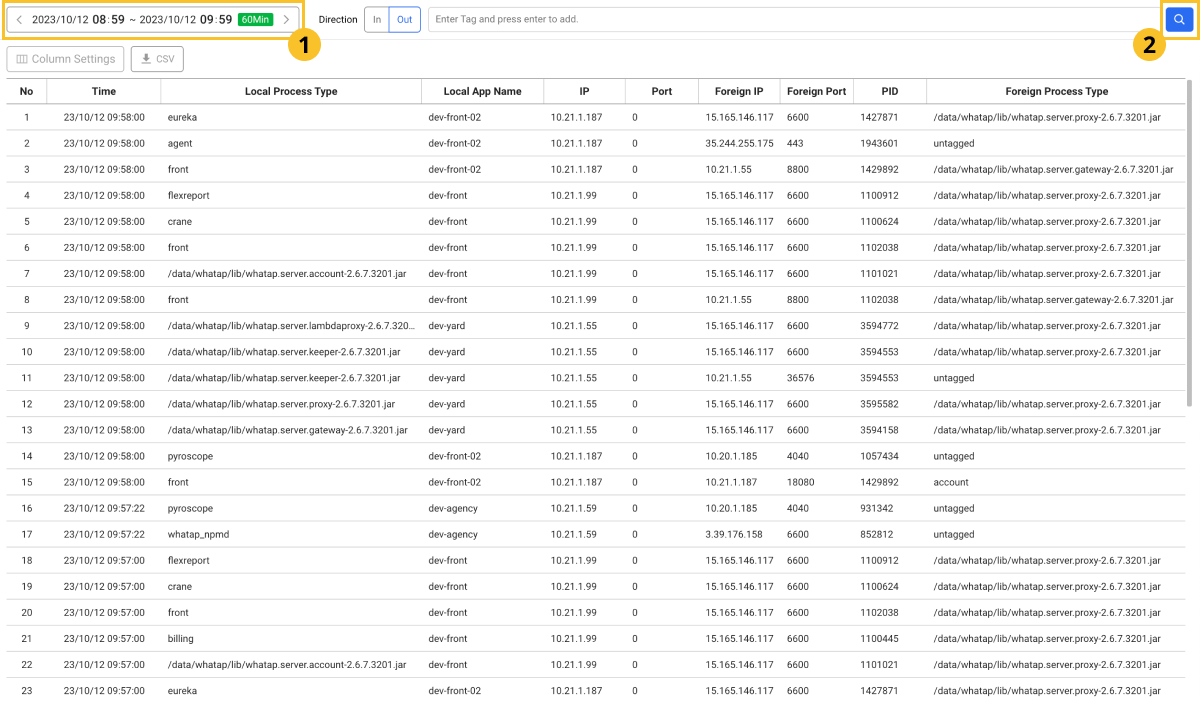 2023/10/12 08:59 ~ 2023/10/12 09:59 60Min Direction In Out Enter Tag and press enter to add.
1 2
Column Settings CSV
No Time Local Process Type Local App Name IP Port Foreign IP Foreign Port PID Foreign Process Type
1 23/10/12 09:58:00 eureka dev-front-02 10.21.1.187 0 15.165.146.117 6600 1427871 /data/whatap/lib/whatap.server.proxy-2.6.7.3201.jar
2 23/10/12 09:58:00 agent dev-front-02 10.21.1.187 0 35.244.255.175 443 1943601 untagged
3 23/10/12 09:58:00 front dev-front-02 10.21.1.187 0 10.21.1.55 8800 1429892 /data/whatap/lib/whatap.server.gateway-2.6.7.3201.jar
4 23/10/12 09:58:00 flexreport dev-front 10.21.1.99 0 15.165.146.117 6600 1100912 /data/whatap/lib/whatap.server.proxy-2.6.7.3201.jar
5 23/10/12 09:58:00 crane dev-front 10.21.1.99 0 15.165.146.117 6600 1100624 /data/whatap/lib/whatap.server.proxy-2.6.7.3201.jar
6 23/10/12 09:58:00 front dev-front 10.21.1.99 0 15.165.146.117 6600 1102038 /data/whatap/lib/whatap.server.proxy-2.6.7.3201.jar
7 23/10/12 09:58:00 /data/whatap/lib/whatap.server.account-2.6.7.3201.jar dev-front 10.21.1.99 0 15.165.146.117 6600 1101021 /data/whatap/lib/whatap.server.proxy-2.6.7.3201.jar
8 23/10/12 09:58:00 front dev-front 10.21.1.99 0 10.21.1.55 8800 1102038 /data/whatap/lib/whatap.server.gateway-2.6.7.3201.jar
9 23/10/12 09:58:00 /data/whatap/lib/whatap.server.lambdaproxy-2.6.7.320... dev-yard 10.21.1.55 0 15.165.146.117 6600 3594772 /data/whatap/lib/whatap.server.proxy-2.6.7.3201.jar
10 23/10/12 09:58:00 /data/whatap/lib/whatap.server.keeper-2.6.7.3201.jar dev-yard 10.21.1.55 0 15.165.146.117 6600 3594553 /data/whatap/lib/whatap.server.proxy-2.6.7.3201.jar
11 23/10/12 09:58:00 /data/whatap/lib/whatap.server.keeper-2.6.7.3201.jar dev-yard 10.21.1.55 0 10.21.1.55 36576 3594553 untagged
12 23/10/12 09:58:00 /data/whatap/lib/whatap.server.proxy-2.6.7.3201.jar dev-yard 10.21.1.55 0 15.165.146.117 6600 3595582 /data/whatap/lib/whatap.server.proxy-2.6.7.3201.jar
13 23/10/12 09:58:00 /data/whatap/lib/whatap.server.gateway-2.6.7.3201.jar dev-yard 10.21.1.55 0 15.165.146.117 6600 3594158 /data/whatap/lib/whatap.server.proxy-2.6.7.3201.jar
14 23/10/12 09:58:00 pyroscope dev-front-02 10.21.1.187 0 10.20.1.185 4040 1057434 untagged
15 23/10/12 09:58:00 front dev-front-02 10.21.1.187 0 10.21.1.187 18080 1429892 account
16 23/10/12 09:57:22 pyroscope dev-agency 10.21.1.59 0 10.20.1.185 4040 931342 untagged
17 23/10/12 09:57:22 whatap_npmd dev-agency 10.21.1.59 0 3.39.176.158 6600 852812 untagged
18 23/10/12 09:57:00 flexreport dev-front 10.21.1.99 0 15.165.146.117 6600 1100912 /data/whatap/lib/whatap.server.proxy-2.6.7.3201.jar
19 23/10/12 09:57:00 crane dev-front 10.21.1.99 0 15.165.146.117 6600 1100624 /data/whatap/lib/whatap.server.proxy-2.6.7.3201.jar
20 23/10/12 09:57:00 front dev-front 10.21.1.99 0 15.165.146.117 6600 1102038 /data/whatap/lib/whatap.server.proxy-2.6.7.3201.jar
21 23/10/12 09:57:00 billing dev-front 10.21.1.99 0 15.165.146.117 6600 1100445 /data/whatap/lib/whatap.server.proxy-2.6.7.3201.jar
22 23/10/12 09:57:00 /data/whatap/lib/whatap.server.account-2.6.7.3201.jar dev-front 10.21.1.99 0 15.165.146.117 6600 1101021 /data/whatap/lib/whatap.server.proxy-2.6.7.3201.jar
23 23/10/12 09:57:00 eureka dev-front-02 10.21.1.187 0 15.165.146.117 6600 1427871 /data/whatap/lib/whatap.server.proxy-2.6.7.3201.jar